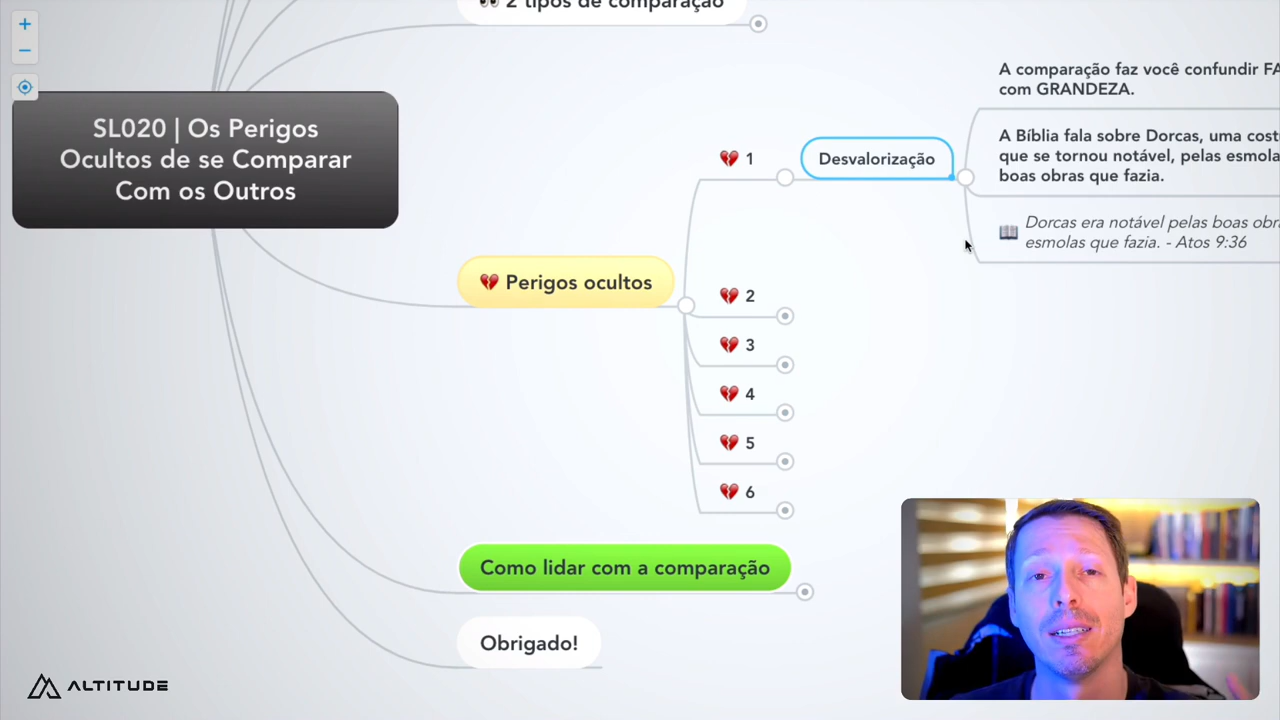 2 tipos de comparação
SL020 | Os Perigos
Ocultos de se Comparar
Com os Outros
A comparação faz você confundir
com GRANDEZA.
A Bíblia fala sobre Dorcas, uma
que se tornou notável, pelas
boas obras que fazia.
Dorcas era notável pelas boas
esmolas que fazia. - Atos 9:36
1
Desvalorização
Perigos ocultos
2
3
4
5
6
Como lidar com a comparação
Obrigado!
ALTITUDE